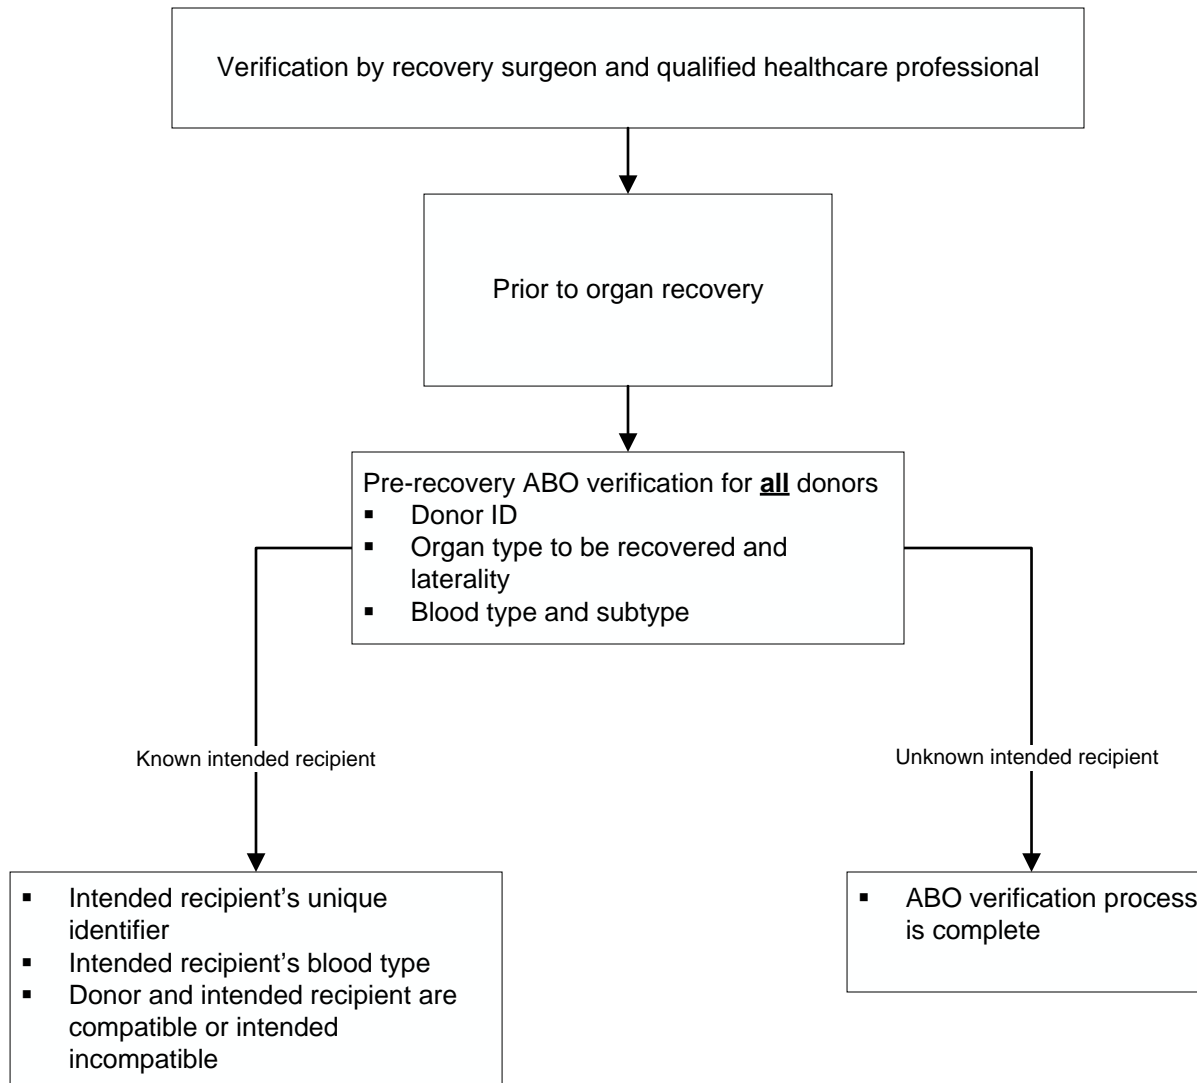 Verification by recovery surgeon and qualified healthcare professional
Prior to organ recovery
Pre-recovery ABO verification for all donors
▪ Donor ID
▪ Organ type to be recovered and
laterality
▪ Blood type and subtype
Known intended recipient
Unknown intended recipient
▪ Intended recipient’s unique
identifier
▪ Intended recipient’s blood type
▪ Donor and intended recipient are
compatible or intended
incompatible
▪ ABO verification process
is complete